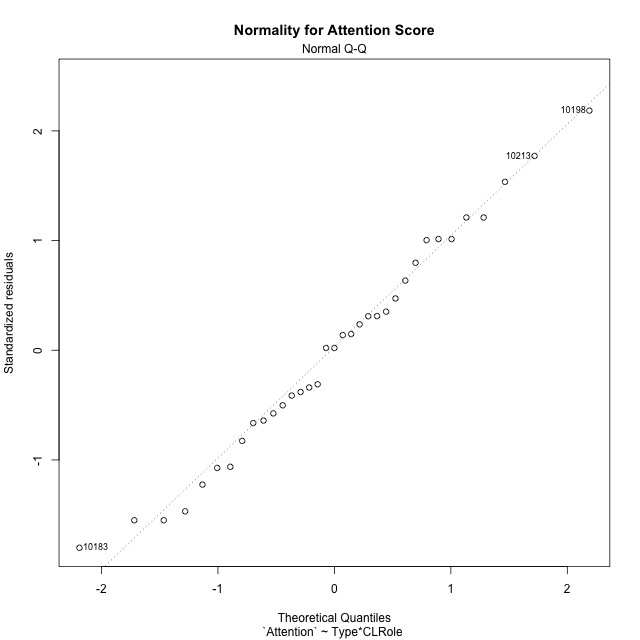 Normality for Attention Score
Normal Q-Q
10198
10213
10183
2
1
0
-1
Standardized residuals
-2
-1
0
1
2
Theoretical Quantiles
`Attention` ~ Type*CLRole